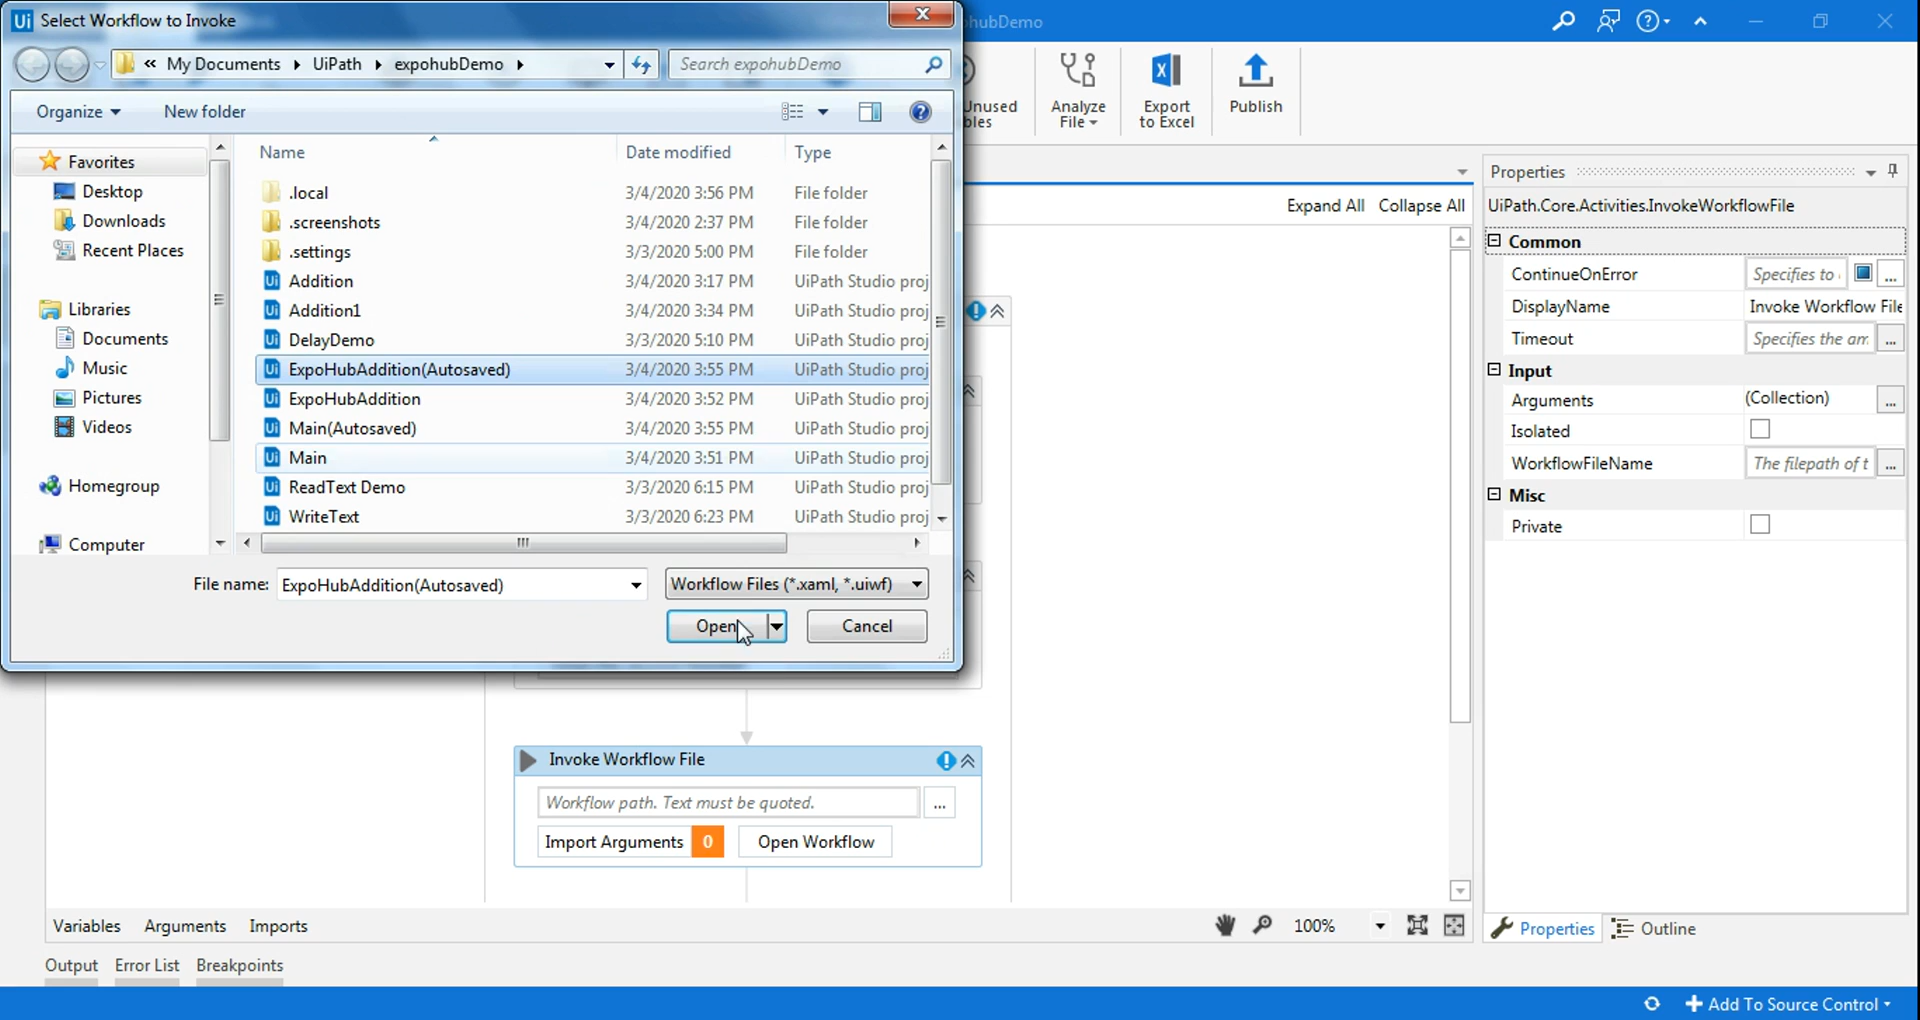 Ui Select Workflow to Invoke
hubDemo
« My Documents UiPath expohubDemo
Search expohubDemo
Organize
New folder
Unused
Analyze File
Export to Excel
Publish
Name Date modified Type
Favorites
Desktop
Downloads
Recent Places
Libraries
Documents
Music
Pictures
Videos
Homegroup
Computer
.local 3/4/2020 3:56 PM File folder
.screenshots 3/4/2020 2:37 PM File folder
.settings 3/3/2020 5:00 PM File folder
Addition 3/4/2020 3:17 PM UiPath Studio proj
Addition1 3/4/2020 3:34 PM UiPath Studio proj
DelayDemo 3/3/2020 5:10 PM UiPath Studio proj
ExpoHubAddition(Autosaved) 3/4/2020 3:55 PM UiPath Studio proj
ExpoHubAddition 3/4/2020 3:52 PM UiPath Studio proj
Main(Autosaved) 3/4/2020 3:55 PM UiPath Studio proj
Main 3/4/2020 3:51 PM UiPath Studio proj
ReadText Demo 3/3/2020 6:15 PM UiPath Studio proj
WriteText 3/3/2020 6:23 PM UiPath Studio proj
File name: ExpoHubAddition(Autosaved)
Workflow Files (*.xaml, *.uiwf)
Open
Cancel
Expand All Collapse All
Invoke Workflow File
Workflow path. Text must be quoted.
...
Import Arguments 0
Open Workflow
Properties
UiPath.Core.Activities.InvokeWorkflowFile
Common
ContinueOnError Specifies to ...
DisplayName Invoke Workflow File
Timeout Specifies the am ...
Input
Arguments (Collection) ...
Isolated
WorkflowFileName The filepath of t ...
Misc
Private
Variables Arguments Imports
100%
Properties Outline
Output Error List Breakpoints
Add To Source Control